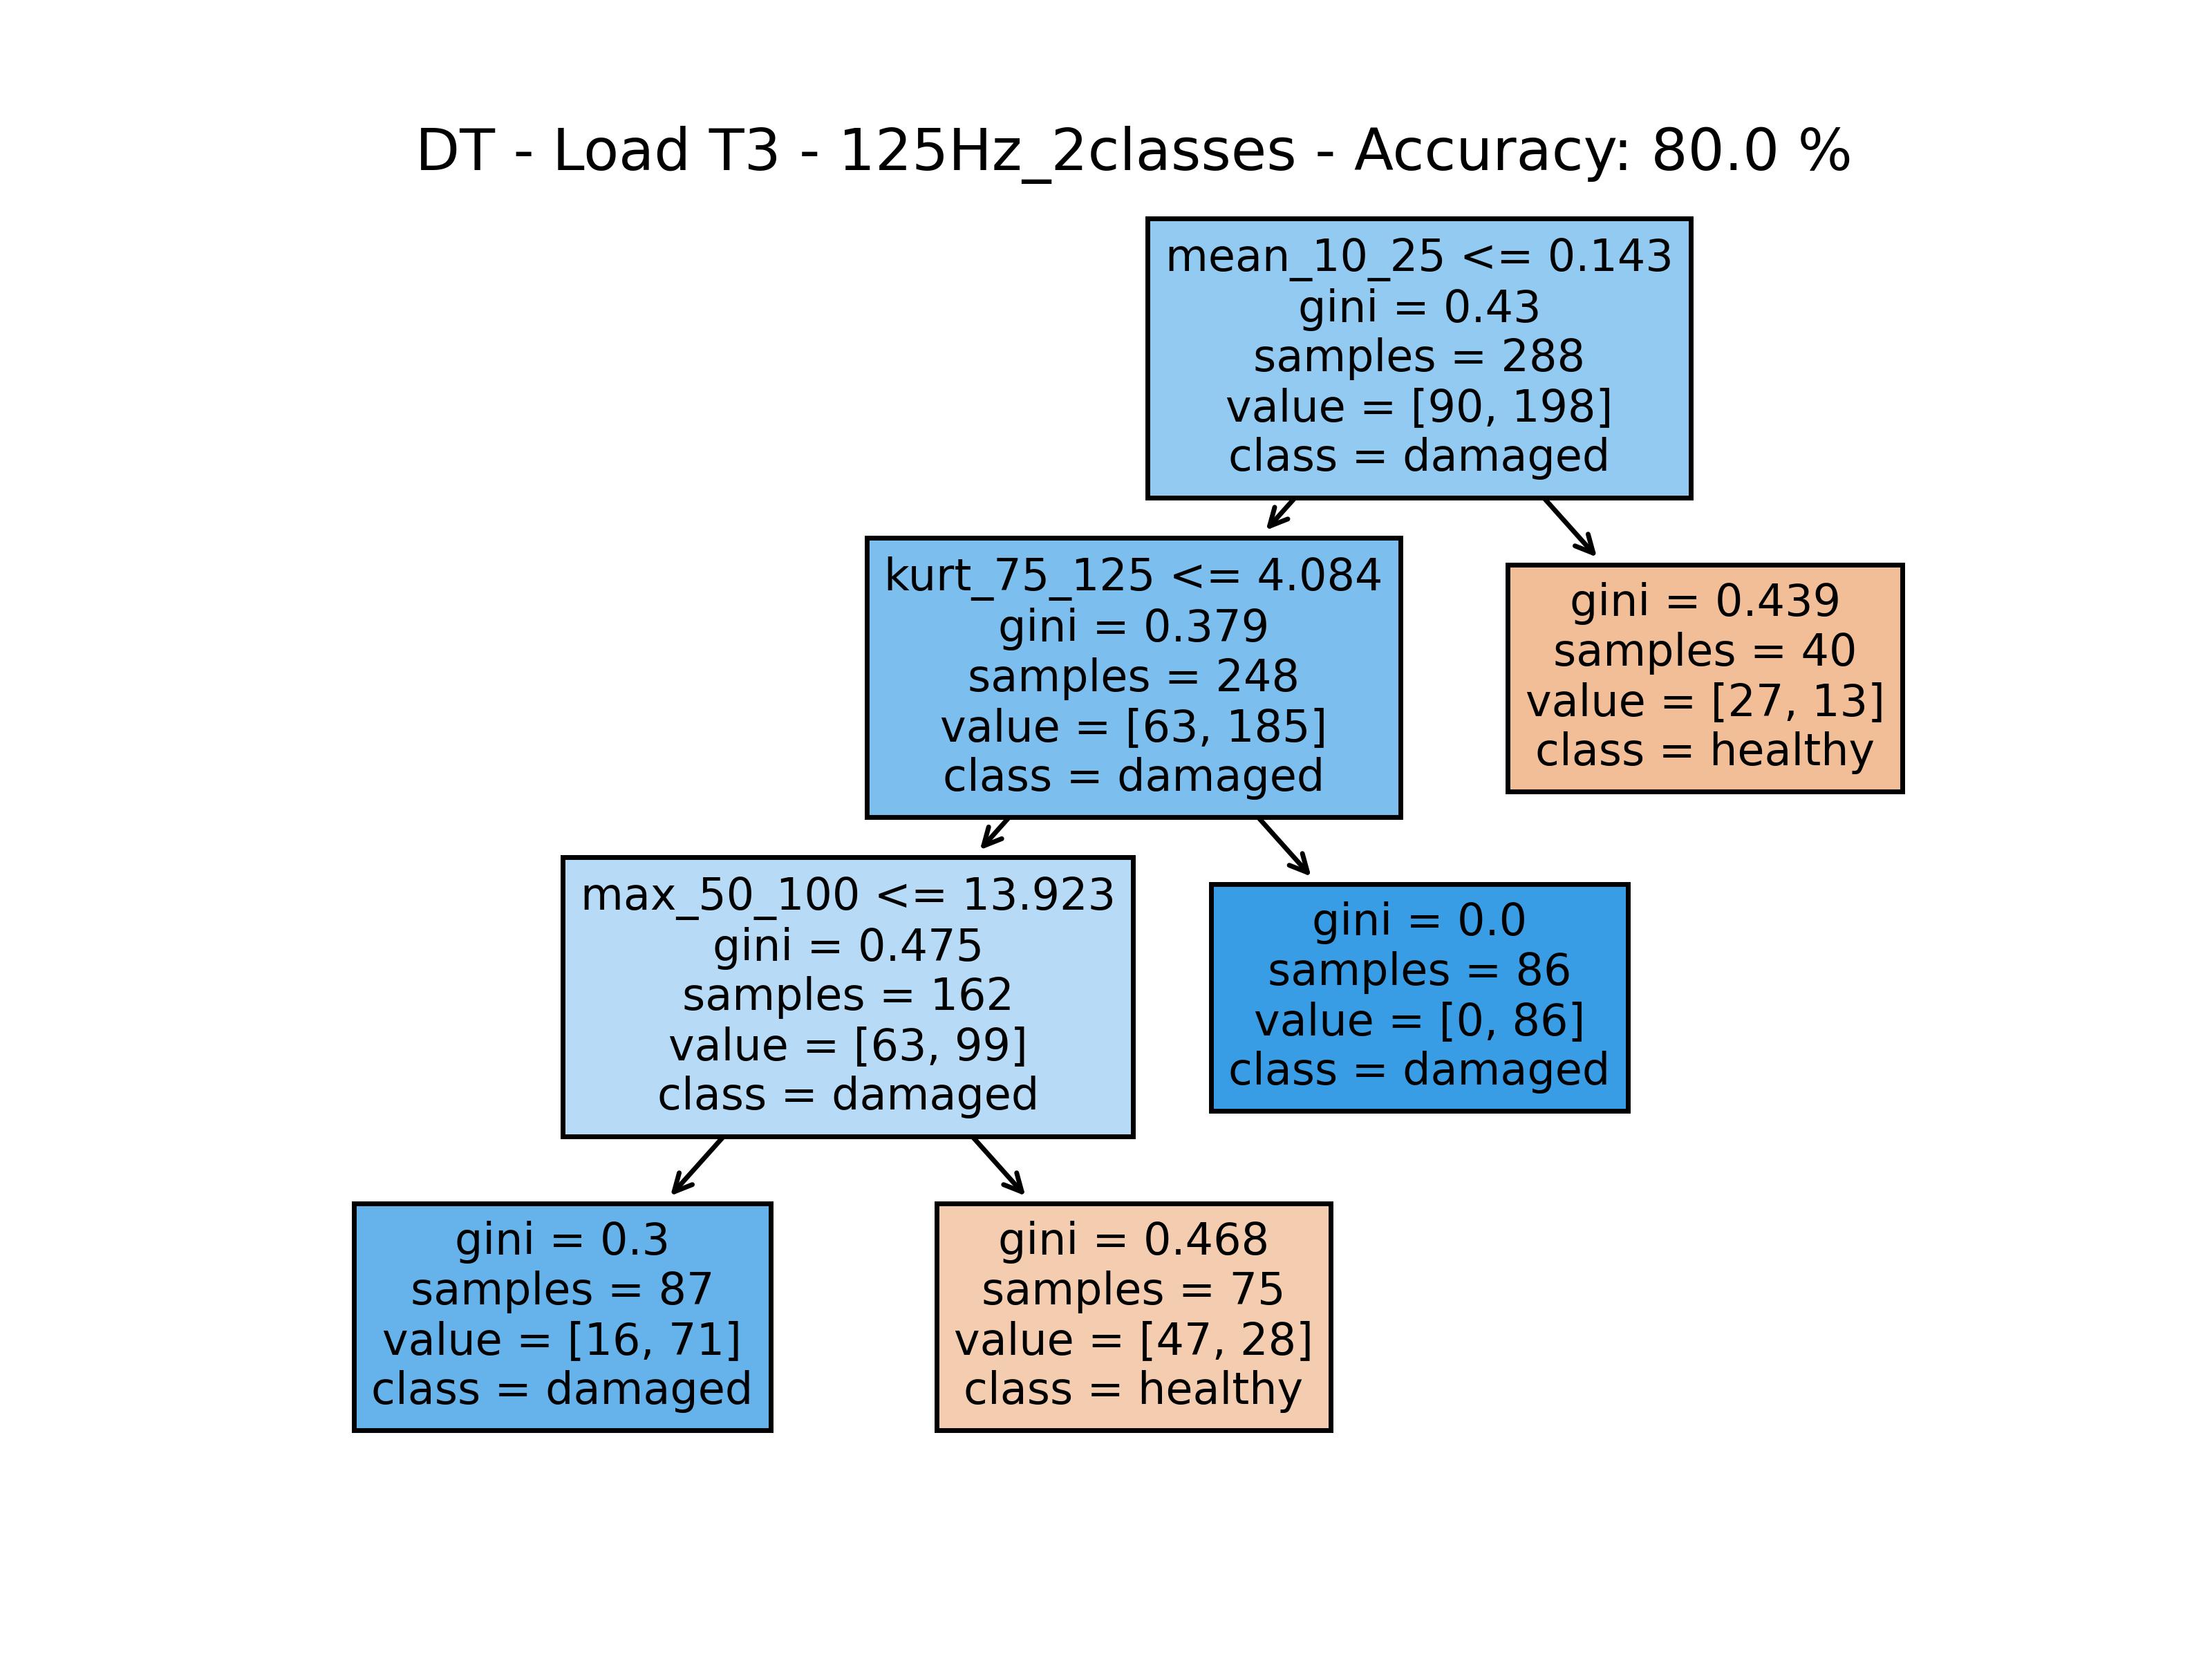 DT - Load T3 - 125Hz_2classes - Accuracy: 80.0 %
mean_10_25 <= 0.143
gini = 0.43
samples = 288
value = [90, 198]
class = damaged
kurt_75_125 <= 4.084
gini = 0.379
samples = 248
value = [63, 185]
class = damaged
gini = 0.439
samples = 40
value = [27, 13]
class = healthy
max_50_100 <= 13.923
gini = 0.475
samples = 162
value = [63, 99]
class = damaged
gini = 0.0
samples = 86
value = [0, 86]
class = damaged
gini = 0.3
samples = 87
value = [16, 71]
class = damaged
gini = 0.468
samples = 75
value = [47, 28]
class = healthy